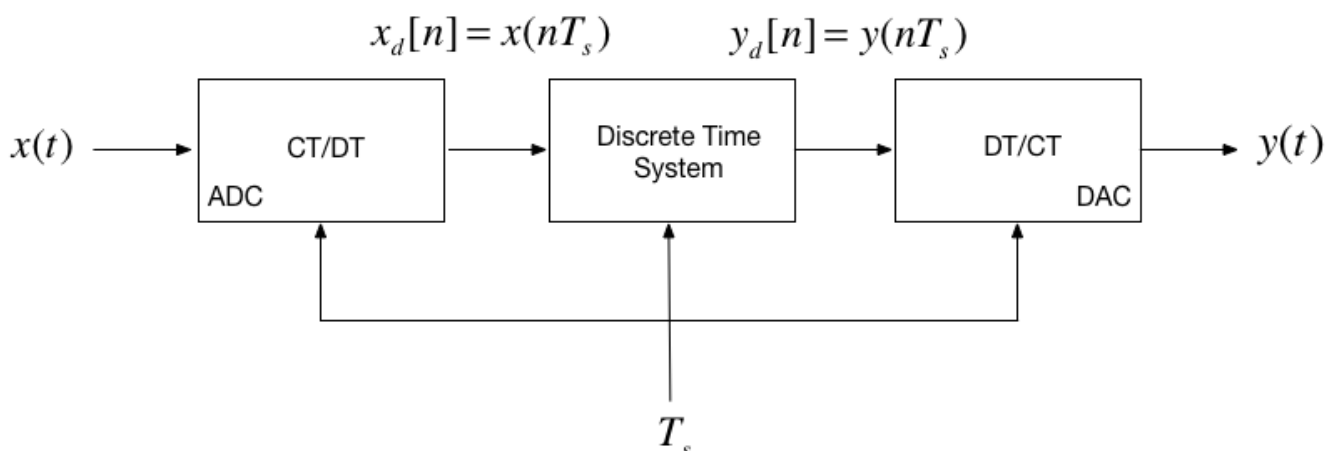 x_d[n] = x(nT_s)
y_d[n] = y(nT_s)
x(t)
CT/DT
ADC
Discrete Time
System
DT/CT
DAC
y(t)
T_s